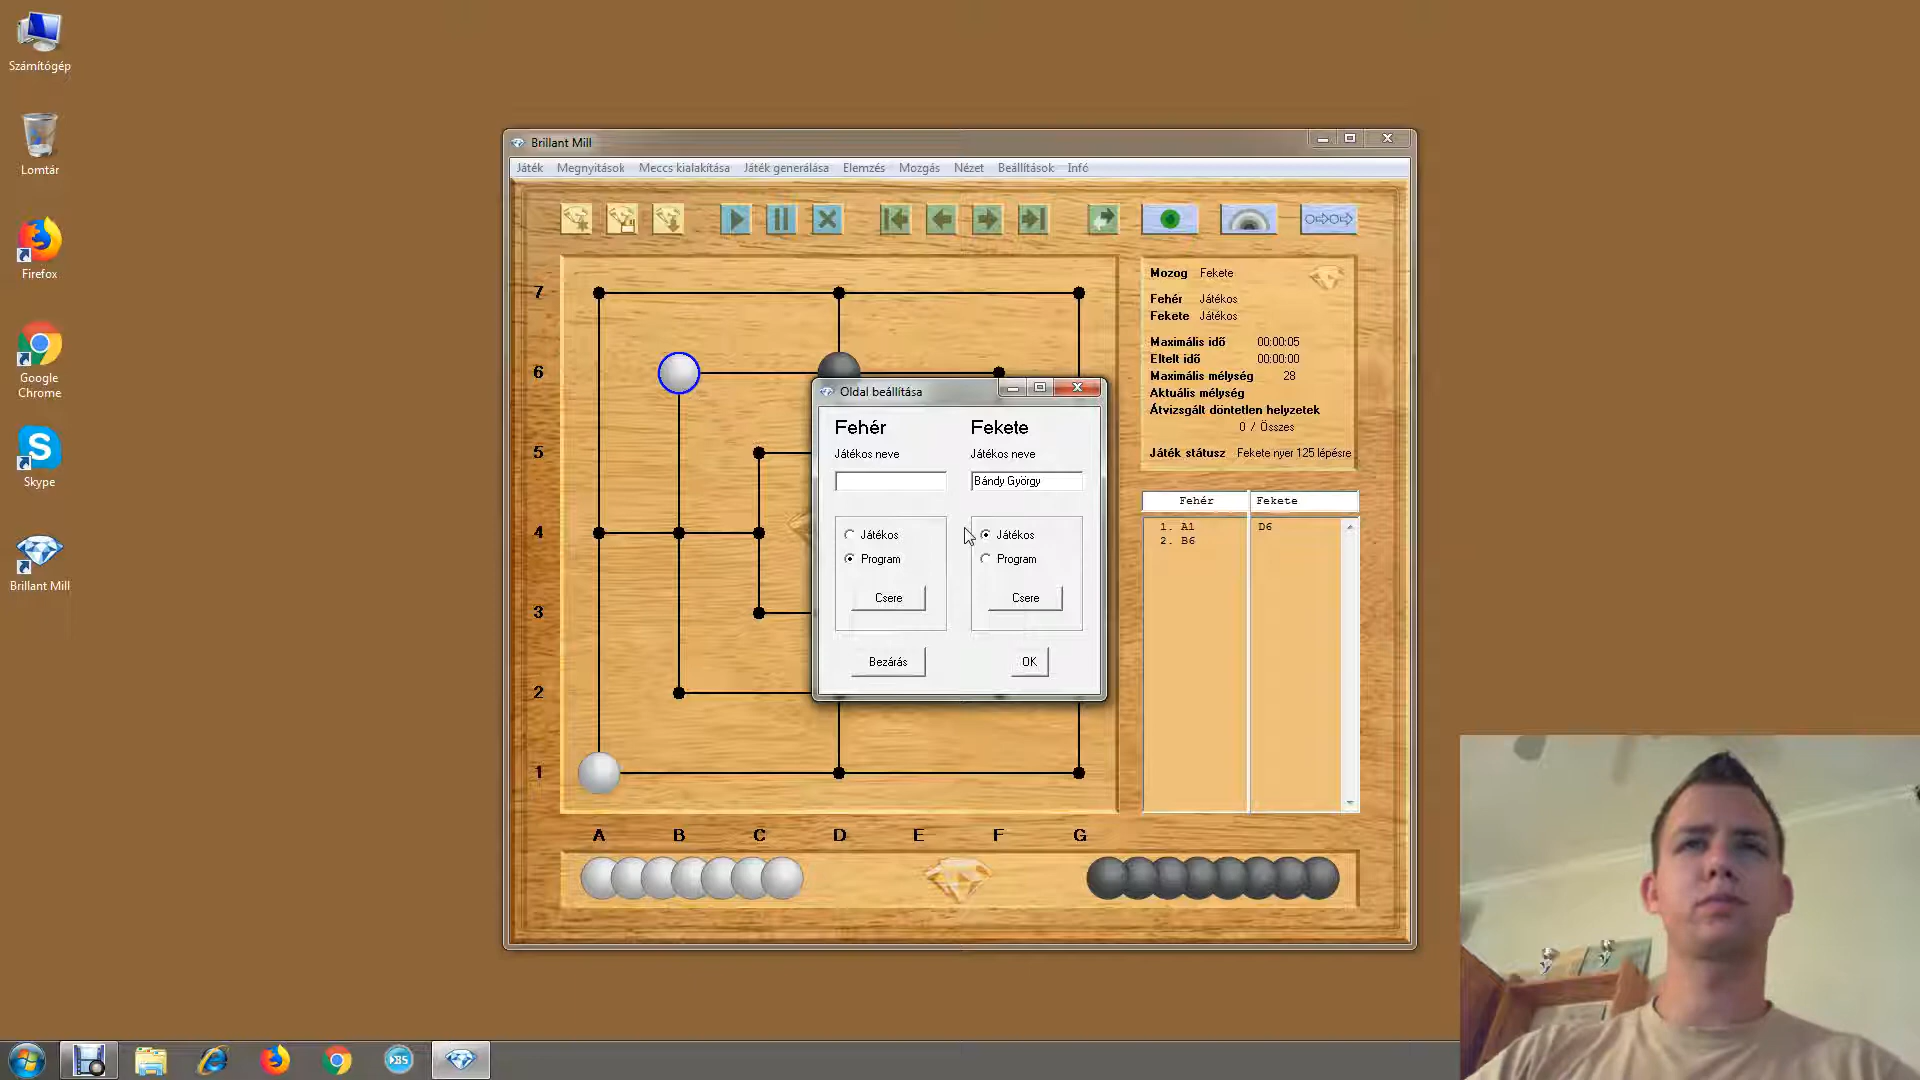 Számítógép
Lomtár
Firefox
Google
Chrome
Skype
Brillant Mill
Brillant Mill
Játék Megnyitások Meccs kialakítása Játék generálása Elemzés Mozgás Nézet Beállítások Infó
7
6
5
4
3
2
1
A B C D E F G
Mozog Fekete
Fehér Játékos
Fekete Játékos
Maximális idő 00:00:05
Eltelt idő 00:00:00
Maximális mélység 28
Aktuális mélység
Átvizsgált döntetlen helyzetek
0 / Összes
Játék státusz Fekete nyer 125 lépésre
Fehér Fekete
1. A1 D6
2. B6
Oldal beállítása
Fehér Fekete
Játékos neve Játékos neve
Bándy György
Játékos Játékos
Program Program
Csere Csere
Bezárás OK
BS